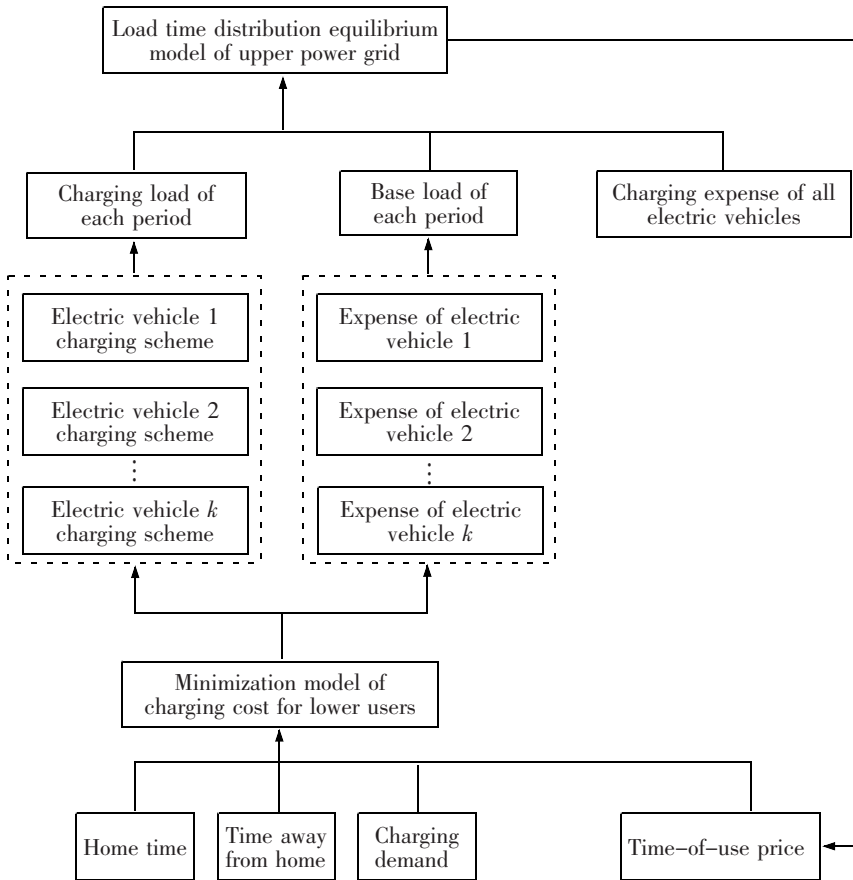 Load time distribution equilibrium
model of upper power grid
Charging load of
each period
Base load of
each period
Charging expense of all
electric vehicles
Electric vehicle 1
charging scheme
Expense of electric
vehicle 1
Electric vehicle 2
charging scheme
Expense of electric
vehicle 2
⋮
⋮
Electric vehicle k
charging scheme
Expense of electric
vehicle k
Minimization model of
charging cost for lower users
Home time
Time away
from home
Charging
demand
Time-of-use price